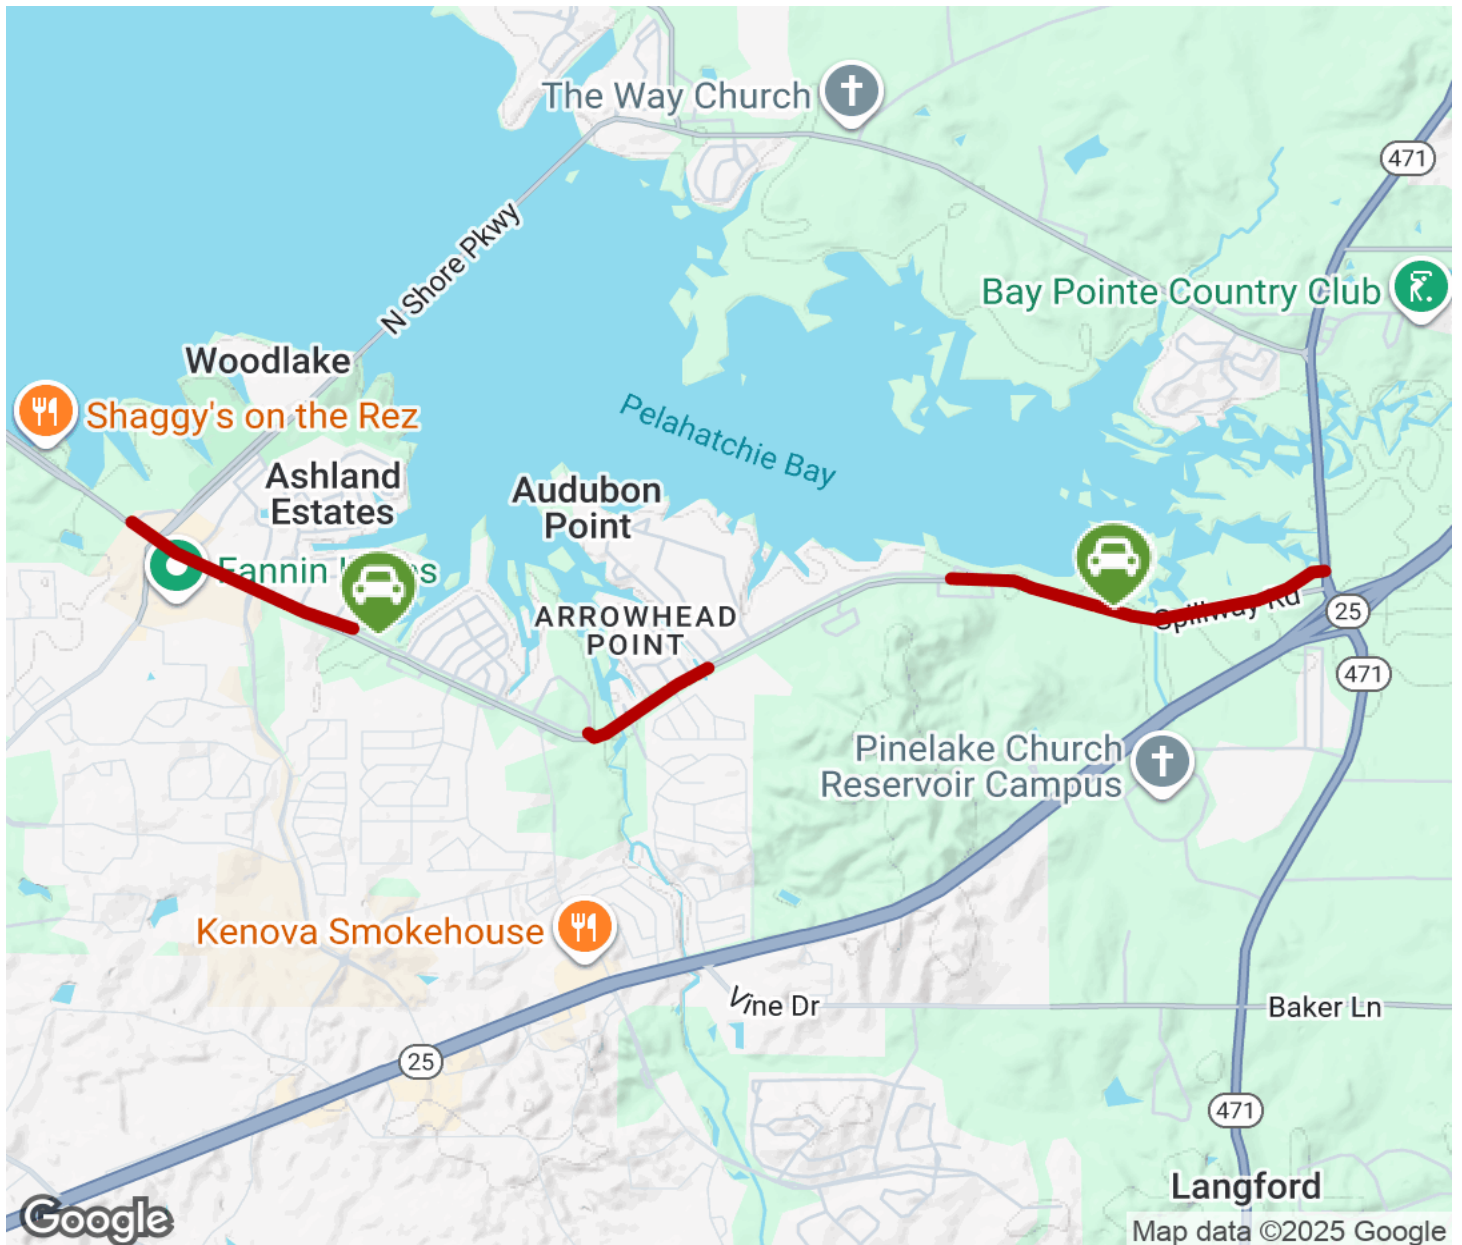 The Way Church
471
N Shore Pkwy
Bay Pointe Country Club
Woodlake
Shaggy's on the Rez
Pelahatchie Bay
Ashland
Estates
Audubon
Point
Fannin
ARROWHEAD
POINT
Spillway Rd
25
471
Pinelake Church
Reservoir Campus
Kenova Smokehouse
Vine Dr
Baker Ln
25
471
Langford
Google
Map data ©2025 Google